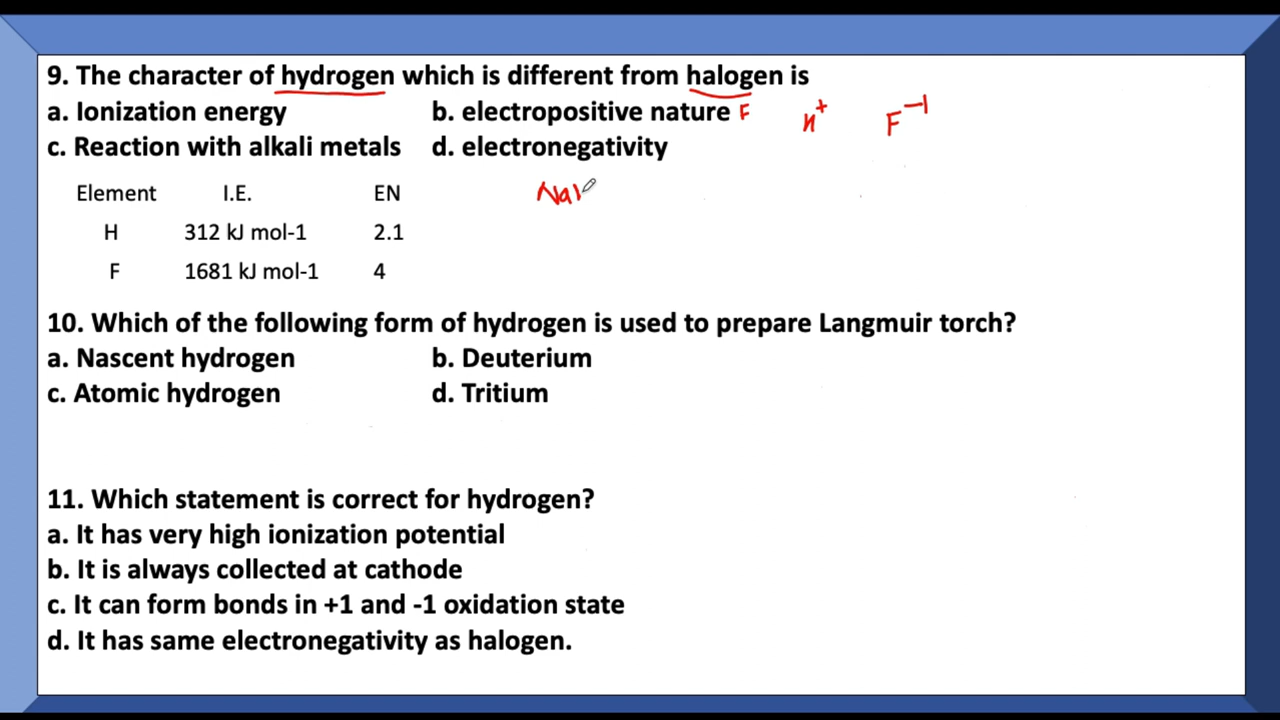 9. The character of hydrogen which is different from halogen is
a. Ionization energy b. electropositive nature F H+ F-1
c. Reaction with alkali metals d. electronegativity
Element I.E. EN Na
H 312 kJ mol-1 2.1
F 1681 kJ mol-1 4
10. Which of the following form of hydrogen is used to prepare Langmuir torch?
a. Nascent hydrogen b. Deuterium
c. Atomic hydrogen d. Tritium
11. Which statement is correct for hydrogen?
a. It has very high ionization potential
b. It is always collected at cathode
c. It can form bonds in +1 and -1 oxidation state
d. It has same electronegativity as halogen.